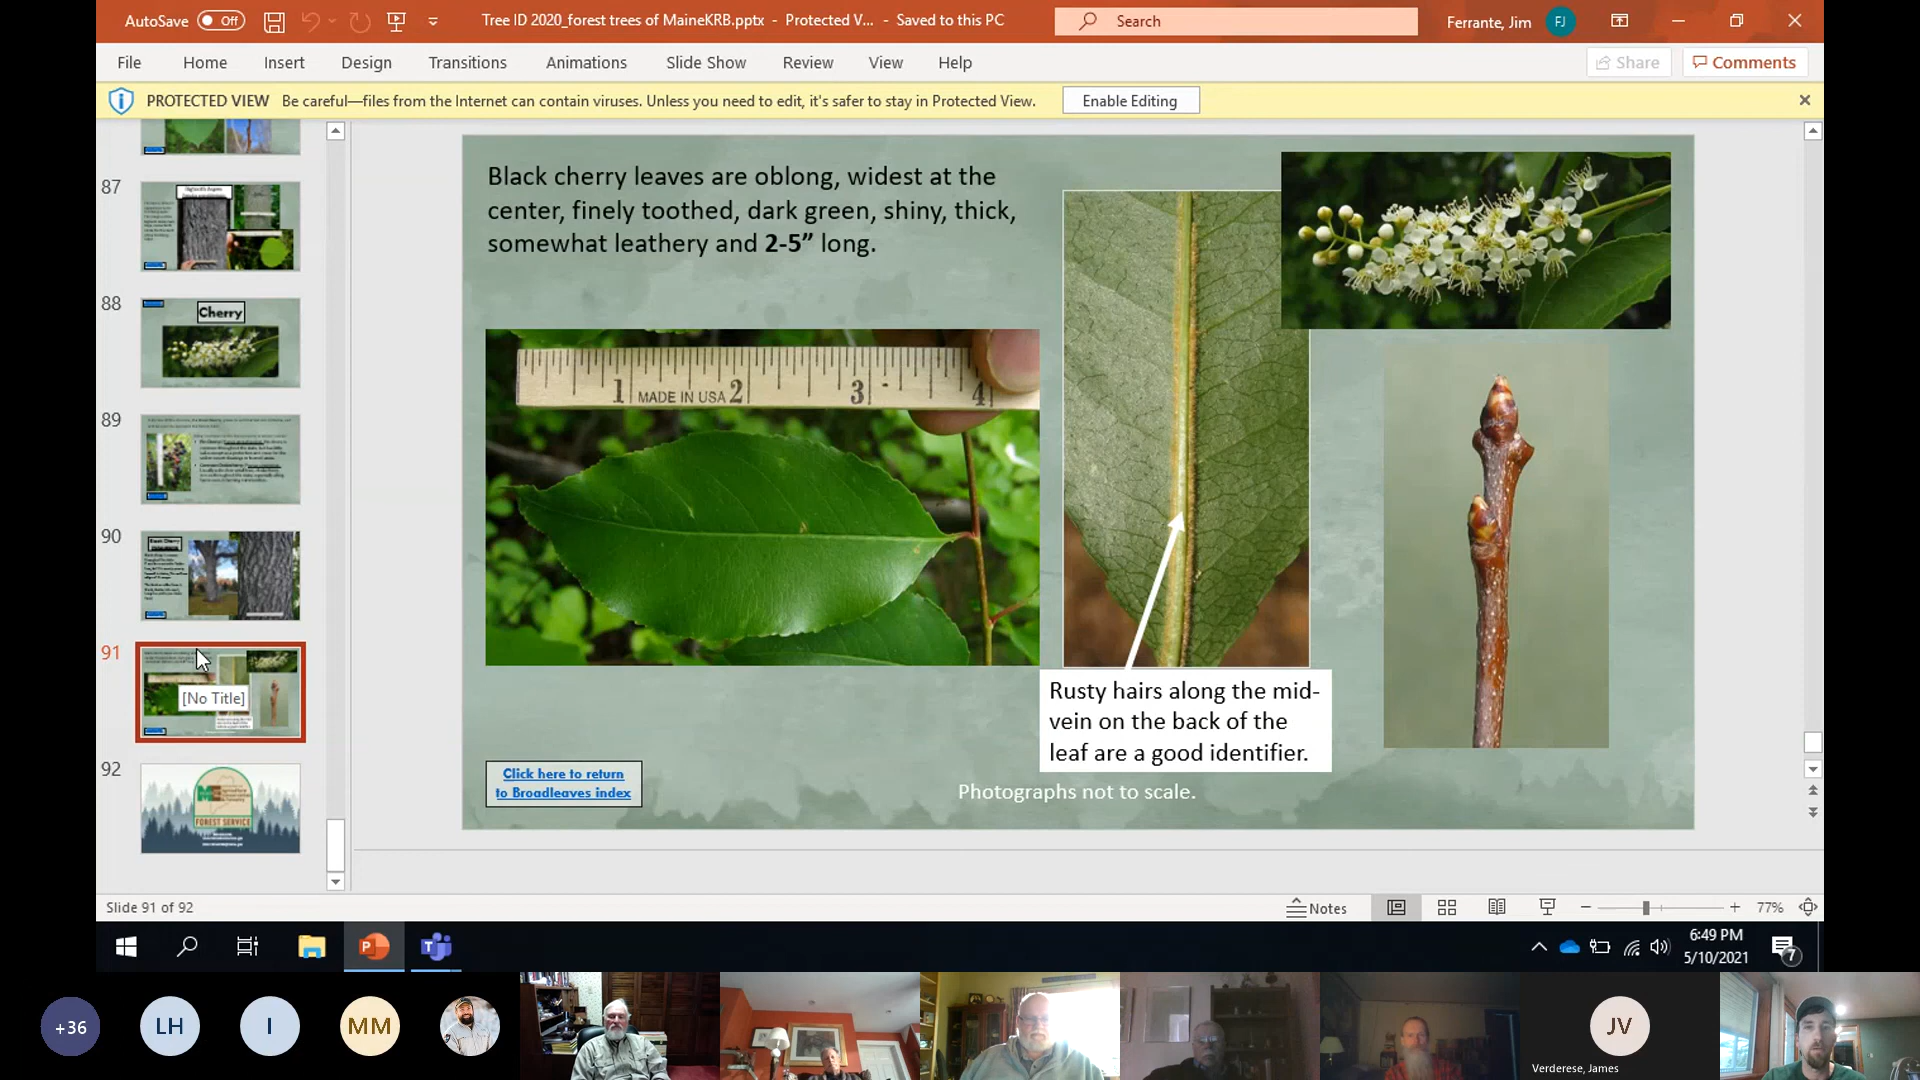 AutoSave Off
Tree ID 2020_forest trees of MaineKRB.pptx - Protected V... - Saved to this PC
Search
Ferrante, Jim FJ
File Home Insert Design Transitions Animations Slide Show Review View Help
Share Comments
PROTECTED VIEW Be careful—files from the Internet can contain viruses. Unless you need to edit, it's safer to stay in Protected View. Enable Editing
87
88
Cherry
89
90
91
[No Title]
92
FOREST SERVICE
Black cherry leaves are oblong, widest at the
center, finely toothed, dark green, shiny, thick,
somewhat leathery and 2-5” long.
1 MADE IN USA 2 3 4
Rusty hairs along the mid-
vein on the back of the
leaf are a good identifier.
Click here to return
to Broadleaves index
Photographs not to scale.
Slide 91 of 92
Notes
77%
6:49 PM
5/10/2021
7
+36
LH
I
MM
JV
Verderese, James